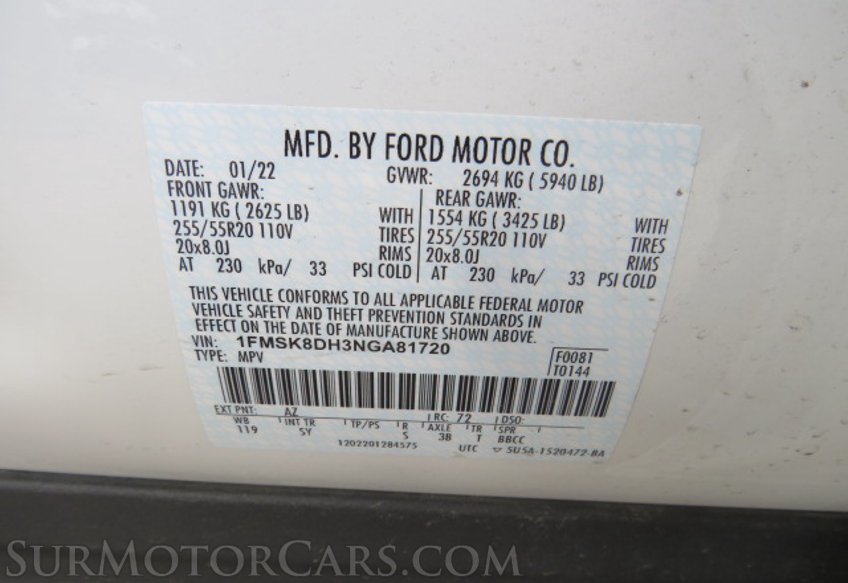 MFD. BY FORD MOTOR CO.
DATE: 01/22 GVWR: 2694 KG ( 5940 LB)
FRONT GAWR: REAR GAWR:
1191 KG ( 2625 LB) WITH 1554 KG ( 3425 LB) WITH
255/55R20 110V TIRES 255/55R20 110V TIRES
20x8.0J RIMS 20x8.0J RIMS
AT 230 kPa/ 33 PSI COLD AT 230 kPa/ 33 PSI COLD
THIS VEHICLE CONFORMS TO ALL APPLICABLE FEDERAL MOTOR
VEHICLE SAFETY AND THEFT PREVENTION STANDARDS IN
EFFECT ON THE DATE OF MANUFACTURE SHOWN ABOVE.
VIN: 1FMSK8DH3NGA81720 F0081
TYPE: MPV T0144
EXT PNT: AZ RC: 72 DSO:
WB INT TR TP/PS R AXLE TR SPR
119 5Y S 3B T BBCC
1202201284575 UTC ▽ 5U5A-1520472-BA
SurMotorCars.com